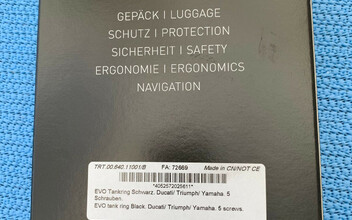 GEPÄCK | LUGGAGE
SCHUTZ | PROTECTION
SICHERHEIT | SAFETY
ERGONOMIE | ERGONOMICS
NAVIGATION
TRT.00.640.11001/B FA: 72669 Made in CN/NOT CE
*4052572025611*
EVO Tankring Schwarz. Ducati/ Triumph/ Yamaha. 5
Schrauben.
EVO tank ring Black. Ducati/ Triumph/ Yamaha. 5 screws.